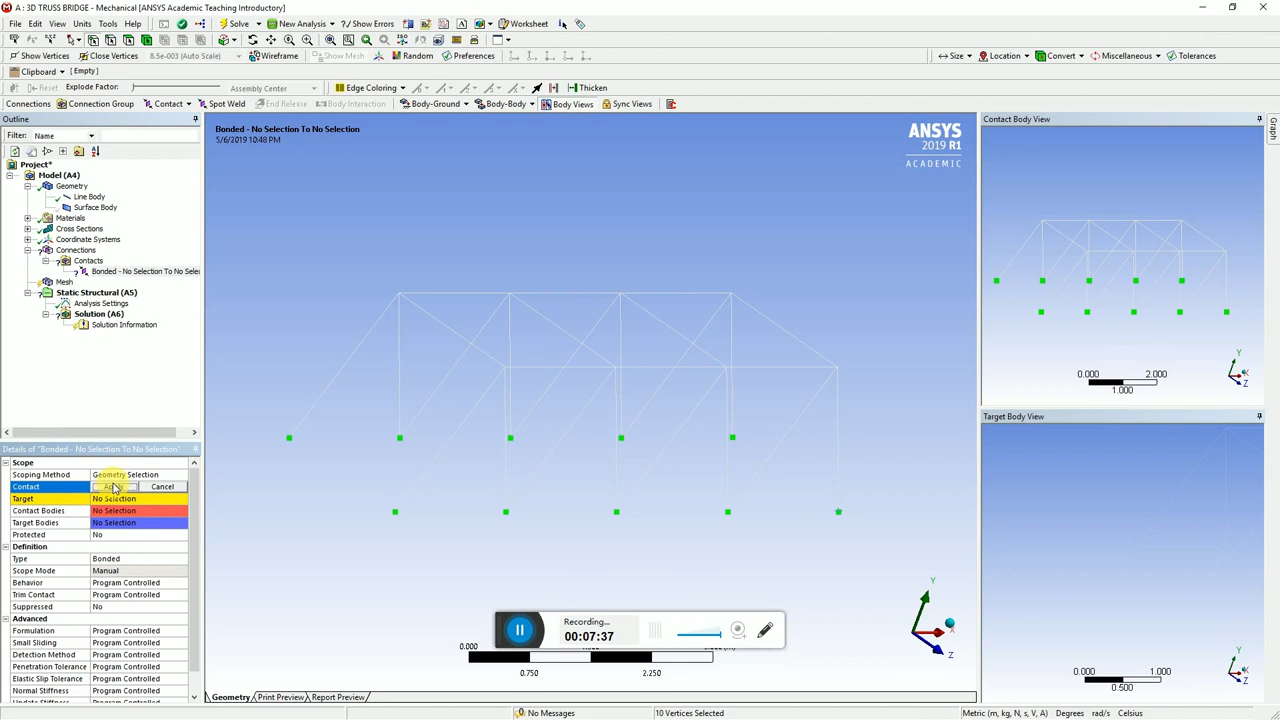 A : 3D TRUSS BRIDGE - Mechanical [ANSYS Academic Teaching Introductory]
File Edit View Units Tools Help Solve New Analysis ?/Show Errors Worksheet
Show Vertices Close Vertices 8.5e-003 (Auto Scale) Wireframe Show Mesh Random Preferences Size Location Convert Miscellaneous Tolerances
Clipboard [ Empty ]
Reset Explode Factor: Assembly Center Edge Coloring Thicken
Connections Connection Group Contact Spot Weld End Release Body Interaction Body-Ground Body-Body Body Views Sync Views
Outline
Filter: Name
Project*
Model (A4)
Geometry
Line Body
Surface Body
Materials
Cross Sections
Coordinate Systems
Connections
Contacts
Bonded - No Selection To No Selec
Mesh
Static Structural (A5)
Analysis Settings
Solution (A6)
Solution Information
Details of "Bonded - No Selection To No Selection"
Scope
Scoping Method Geometry Selection
Contact Cancel
Target No Selection
Contact Bodies No Selection
Target Bodies No Selection
Protected No
Definition
Type Bonded
Scope Mode Manual
Behavior Program Controlled
Trim Contact Program Controlled
Suppressed No
Advanced
Formulation Program Controlled
Small Sliding Program Controlled
Detection Method Program Controlled
Penetration Tolerance Program Controlled
Elastic Slip Tolerance Program Controlled
Normal Stiffness Program Controlled
Bonded - No Selection To No Selection
5/6/2019 10:48 PM
ANSYS
2019 R1
ACADEMIC
Recording...
00:07:37
0.000
0.750 2.250
Y
X
Z
Geometry Print Preview Report Preview
Contact Body View
0.000 2.000
1.000
Y
X
Z
Target Body View
0.000 1.000
0.500
Y
X
Z
Graph
No Messages 10 Vertices Selected Metric (m, kg, N, s, V, A) Degrees rad/s Celsius